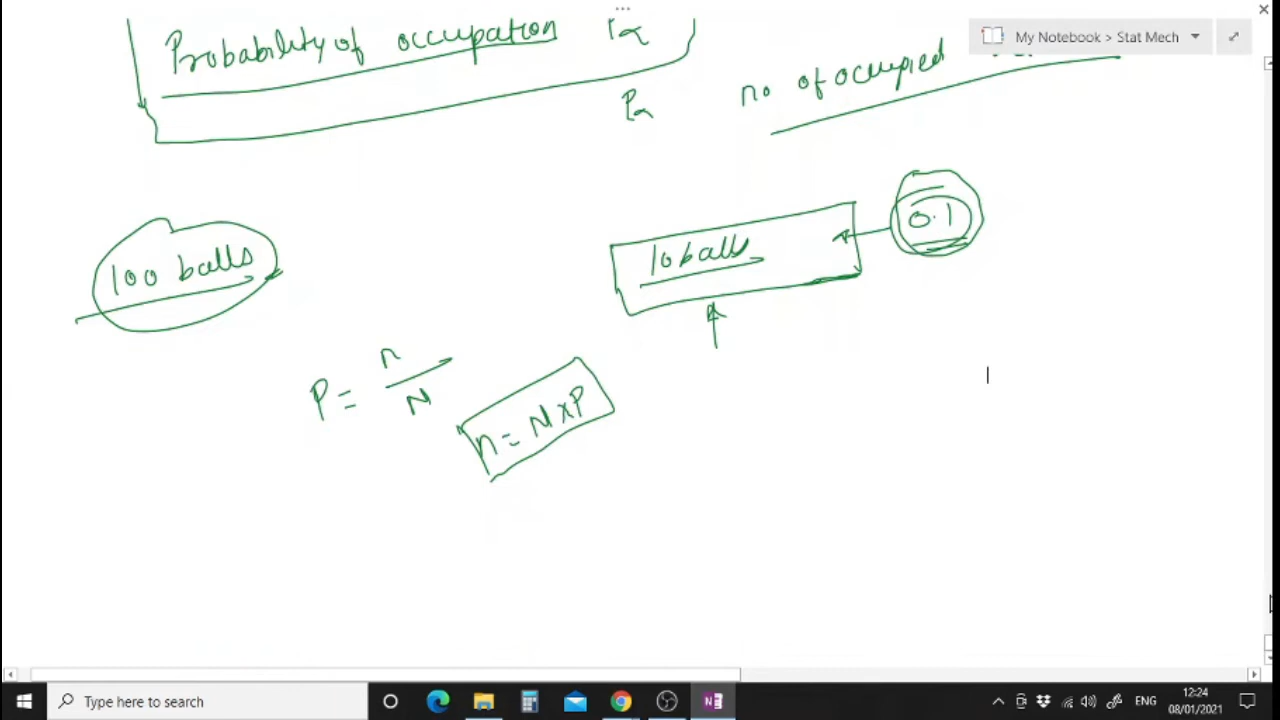 ...
Probability of occupation Pα
My Notebook > Stat Mech
no of occupied
Pα
0.1
100 balls
10 balls
P = n/N
n = N×P
Type here to search
ENG
12:24
08/01/2021